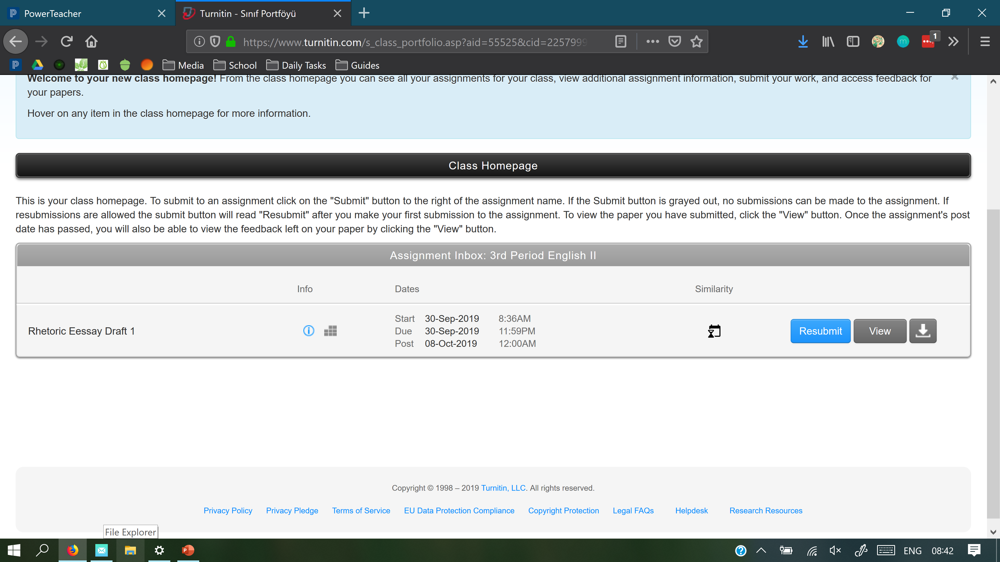 PowerTeacher
Turnitin - Sınıf Portföyü
https://www.turnitin.com/s_class_portfolio.asp?aid=55525&cid=2257999
1
Media
School
Daily Tasks
Guides
Welcome to your new class homepage! From the class homepage you can see all your assignments for your class, view additional assignment information, submit your work, and access feedback for
your papers.
Hover on any item in the class homepage for more information.
Class Homepage
This is your class homepage. To submit to an assignment click on the "Submit" button to the right of the assignment name. If the Submit button is grayed out, no submissions can be made to the assignment. If
resubmissions are allowed the submit button will read "Resubmit" after you make your first submission to the assignment. To view the paper you have submitted, click the "View" button. Once the assignment's post
date has passed, you will also be able to view the feedback left on your paper by clicking the "View" button.
Assignment Inbox: 3rd Period English II
Info Dates Similarity
Rhetoric Eessay Draft 1
Start 30-Sep-2019 8:36AM
Due 30-Sep-2019 11:59PM
Post 08-Oct-2019 12:00AM
Resubmit
View
Copyright © 1998 – 2019 Turnitin, LLC. All rights reserved.
Privacy Policy Privacy Pledge Terms of Service EU Data Protection Compliance Copyright Protection Legal FAQs Helpdesk Research Resources
File Explorer
ENG 08:42